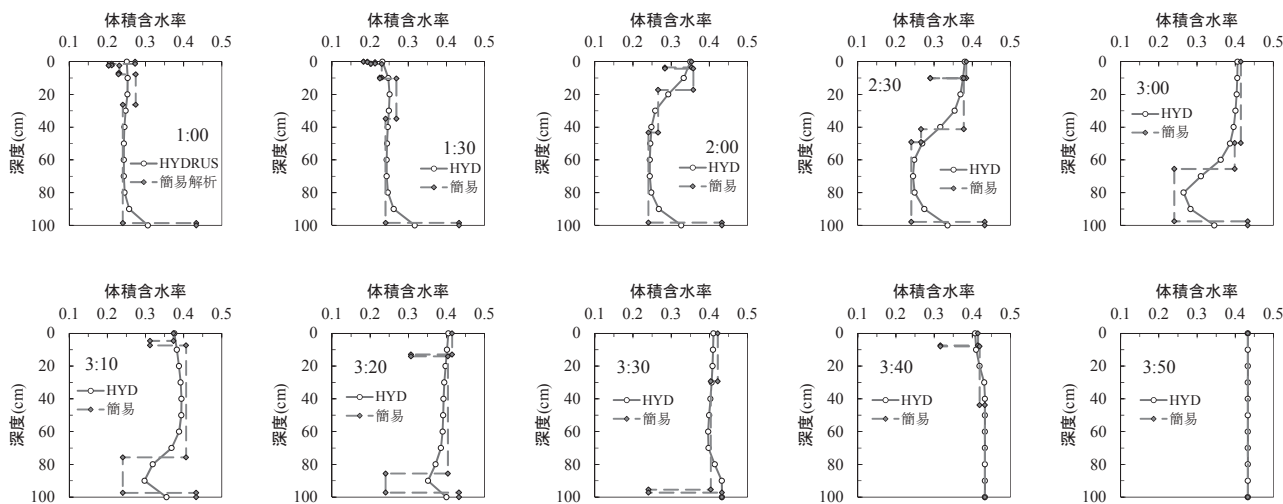 体積含水率 体積含水率 体積含水率 体積含水率 体積含水率
0.1 0.2 0.3 0.4 0.5 0.1 0.2 0.3 0.4 0.5 0.1 0.2 0.3 0.4 0.5 0.1 0.2 0.3 0.4 0.5 0.1 0.2 0.3 0.4 0.5
0 0 0 0 0
20 20 20 20 20
2:30 3:00
40 40 40 40 40
1:00 1:30 2:00
HYD
簡易
60 60 60 60 60
HYDRUS HYD HYD HYD
簡易解析 簡易 簡易 簡易
80 80 80 80 80
100 100 100 100 100
深度(cm) 深度(cm) 深度(cm) 深度(cm) 深度(cm)
体積含水率 体積含水率 体積含水率 体積含水率 体積含水率
0.1 0.2 0.3 0.4 0.5 0.1 0.2 0.3 0.4 0.5 0.1 0.2 0.3 0.4 0.5 0.1 0.2 0.3 0.4 0.5 0.1 0.2 0.3 0.4 0.5
0 0 0 0 0
20 20 20 20 20
3:10 3:20 3:30 3:40 3:50
HYD HYD HYD HYD HYD
40 40 40 40 40
簡易 簡易 簡易 簡易 簡易
60 60 60 60 60
80 80 80 80 80
100 100 100 100 100
深度(cm) 深度(cm) 深度(cm) 深度(cm) 深度(cm)